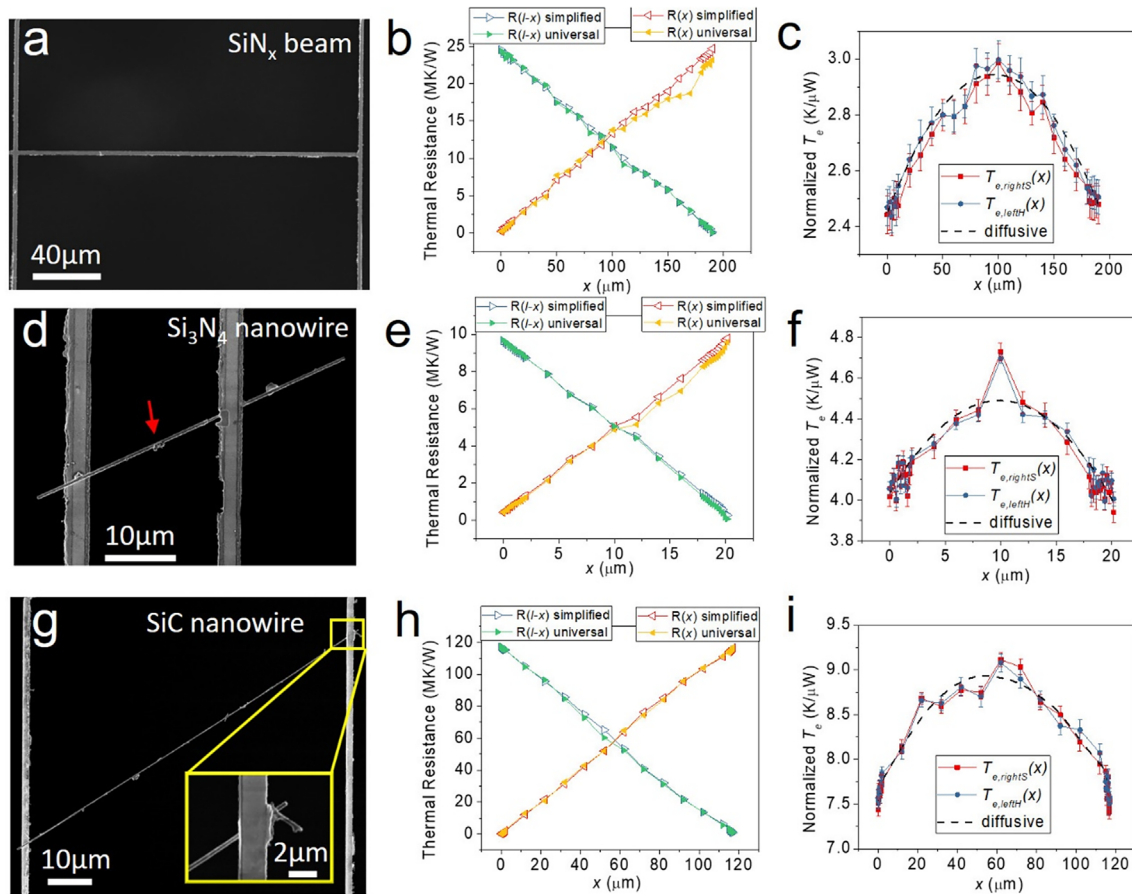 a
SiNx beam
40μm
b
R(l-x) simplified
R(x) simplified
R(l-x) universal
R(x) universal
Thermal Resistance (MK/W)
25
20
15
10
5
0
0 50 100 150 200
x (μm)
c
Normalized Te (K/μW)
3.0
2.8
2.6
2.4
Te,rightS(x)
Te,leftH(x)
diffusive
0 50 100 150 200
x (μm)
d
Si3N4 nanowire
10μm
e
R(l-x) simplified
R(x) simplified
R(l-x) universal
R(x) universal
Thermal Resistance (MK/W)
10
8
6
4
2
0
0 5 10 15 20
x (μm)
f
Normalized Te (K/μW)
4.8
4.6
4.4
4.2
4.0
3.8
Te,rightS(x)
Te,leftH(x)
diffusive
0 5 10 15 20
x (μm)
g
SiC nanowire
10μm
2μm
h
R(l-x) simplified
R(x) simplified
R(l-x) universal
R(x) universal
Thermal Resistance (MK/W)
120
100
80
60
40
20
0
0 20 40 60 80 100 120
x (μm)
i
Normalized Te (K/μW)
9.5
9.0
8.5
8.0
7.5
7.0
Te,rightS(x)
Te,leftH(x)
diffusive
0 20 40 60 80 100 120
x (μm)